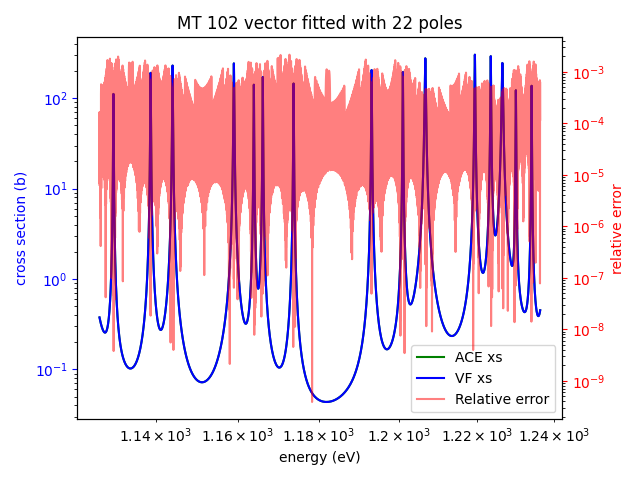 MT 102 vector fitted with 22 poles
cross section (b)
10²
10¹
10⁰
10⁻¹
relative error
10⁻³
10⁻⁴
10⁻⁵
10⁻⁶
10⁻⁷
10⁻⁸
10⁻⁹
ACE xs
VF xs
Relative error
1.14 × 10³ 1.16 × 10³ 1.18 × 10³ 1.2 × 10³ 1.22 × 10³ 1.24 × 10³
energy (eV)